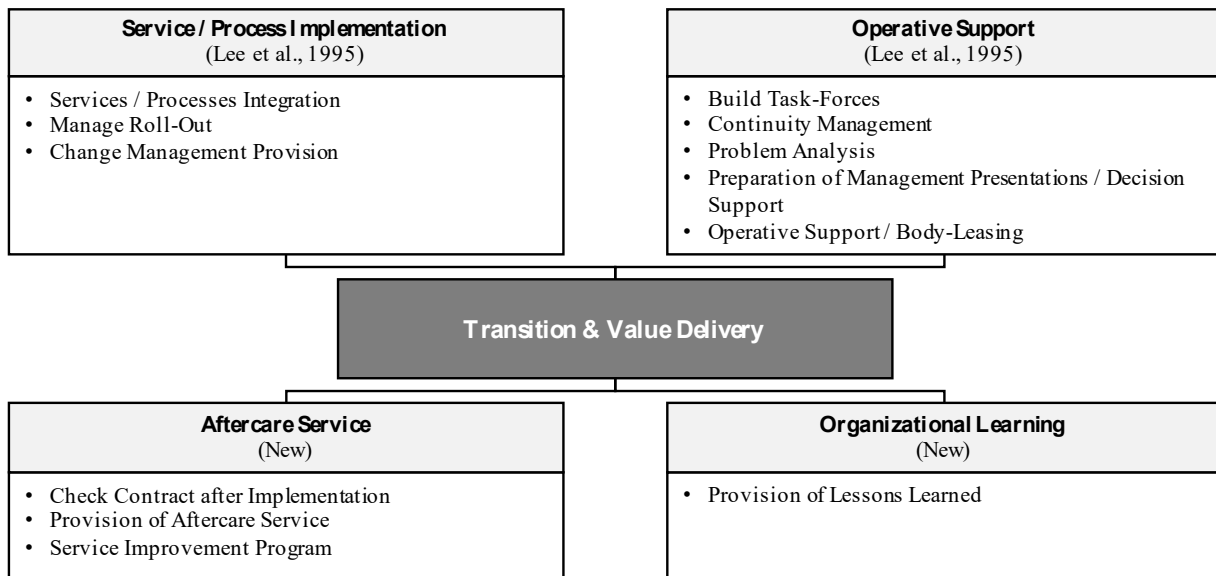 Service / Process Implementation
(Lee et al., 1995)
• Services / Processes Integration
• Manage Roll-Out
• Change Management Provision
Operative Support
(Lee et al., 1995)
• Build Task-Forces
• Continuity Management
• Problem Analysis
• Preparation of Management Presentations / Decision
Support
• Operative Support / Body-Leasing
Transition & Value Delivery
Aftercare Service
(New)
• Check Contract after Implementation
• Provision of Aftercare Service
• Service Improvement Program
Organizational Learning
(New)
• Provision of Lessons Learned